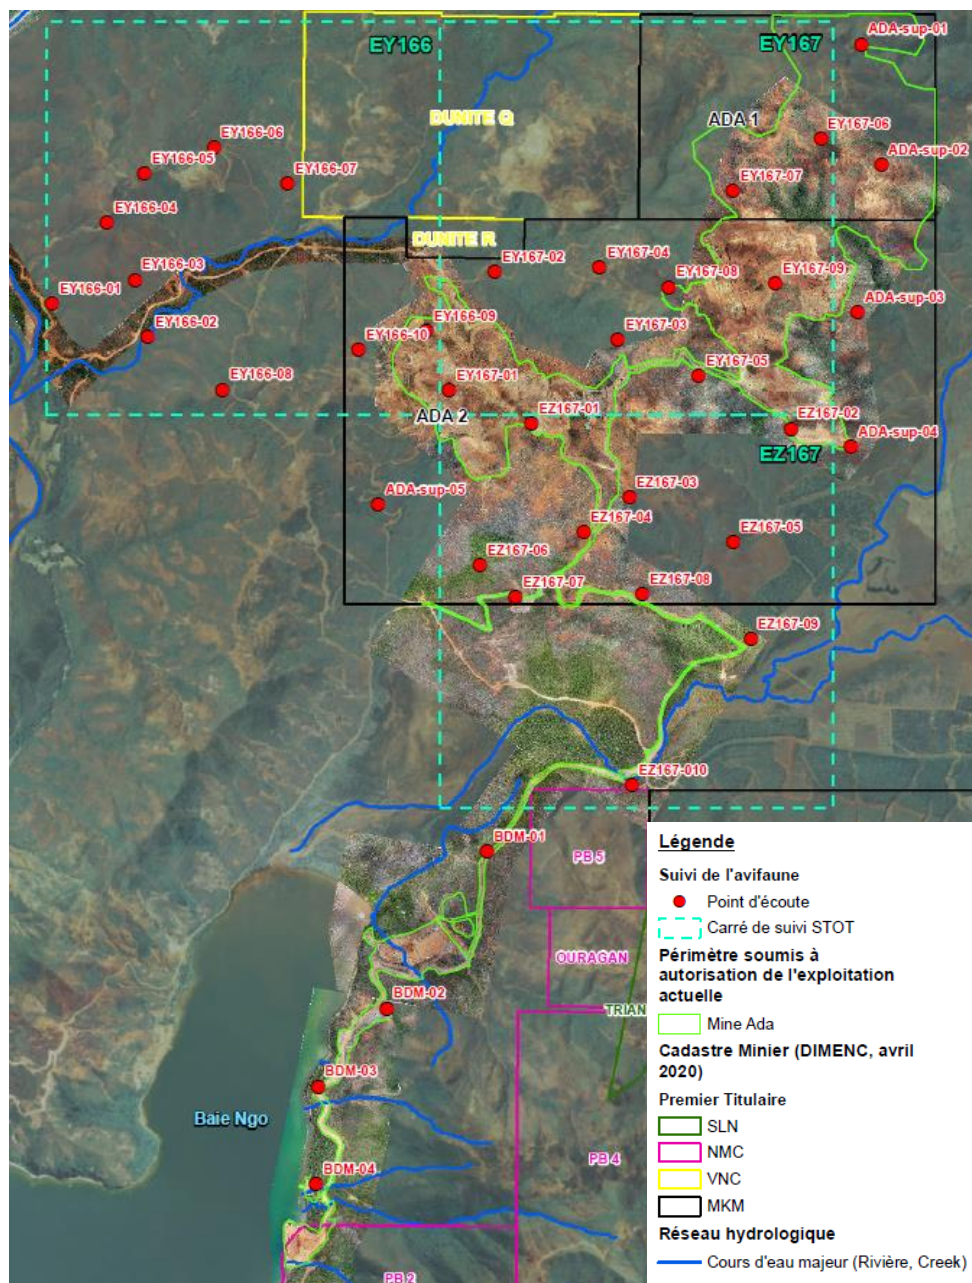 ADA-sup-01
EY166
EY167
DUNITE Q
ADA 1
EY167-06
EY166-06
ADA-sup-02
EY166-05
EY166-07
EY167-07
EY166-04
DUNITE R
EY167-02
EY167-04
EY167-08
EY167-09
EY166-03
EY166-01
ADA-sup-03
EY166-02
EY166-09
EY166-10
EY167-03
EY166-08
EY167-01
EY167-05
ADA 2
EZ167-01
EZ167-02
ADA-sup-04
EZ167
ADA-sup-05
EZ167-03
EZ167-04
EZ167-05
EZ167-06
EZ167-07
EZ167-08
EZ167-09
EZ167-010
BDM-01
PB 5
OURAGAN
BDM-02
TRIAN
BDM-03
Baie Ngo
PB 4
BDM-04
PB 2
Légende
Suivi de l'avifaune
Point d'écoute
Carré de suivi STOT
Périmètre soumis à
autorisation de l'exploitation
actuelle
Mine Ada
Cadastre Minier (DIMENC, avril
2020)
Premier Titulaire
SLN
NMC
VNC
MKM
Réseau hydrologique
Cours d'eau majeur (Rivière, Creek)